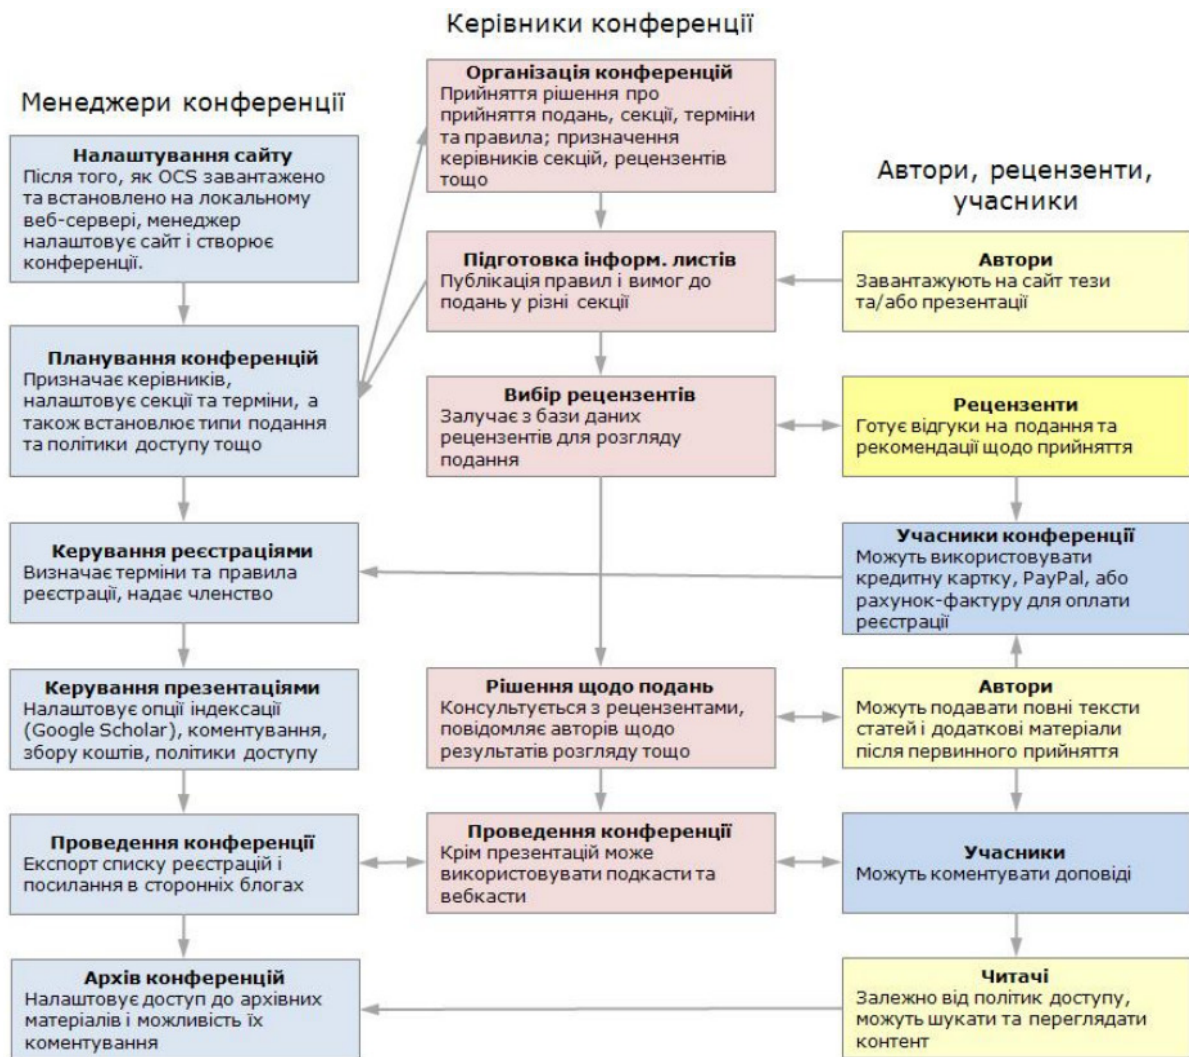 Керівники конференції
Менеджери конференції
Автори, рецензенти,
учасники
Налаштування сайту
Після того, як OCS завантажено
та встановлено на локальному
веб-сервері, менеджер
налаштовує сайт і створює
конференції.
Планування конференцій
Призначає керівників,
налаштовує секції та терміни, а
також встановлює типи подання
та політики доступу тощо
Керування реєстраціями
Визначає терміни та правила
реєстрації, надає членство
Керування презентаціями
Налаштовує опції індексації
(Google Scholar), коментування,
збору коштів, політики доступу
Проведення конференції
Експорт списку реєстрацій і
посилання в сторонніх блогах
Архів конференцій
Налаштовує доступ до архівних
матеріалів і можливість їх
коментування
Організація конференцій
Прийняття рішення про
прийняття подань, секції, терміни
та правила; призначення
керівників секцій, рецензентів
тощо
Підготовка інформ. листів
Публікація правил і вимог до
подань у різні секції
Вибір рецензентів
Залучає з бази даних
рецензентів для розгляду
подання
Рішення щодо подань
Консультується з рецензентами,
повідомляє авторів щодо
результатів розгляду тощо
Проведення конференції
Крім презентацій може
використовувати подкасти та
вебкасти
Автори
Завантажують на сайт тези
та/або презентації
Рецензенти
Готує відгуки на подання та
рекомендації щодо прийняття
Учасники конференції
Можуть використовувати
кредитну картку, PayPal, або
рахунок-фактуру для оплати
реєстрації
Автори
Можуть подавати повні тексти
статей і додаткові матеріали
після первинного прийняття
Учасники
Можуть коментувати доповіді
Читачі
Залежно від політик доступу,
можуть шукати та переглядати
контент